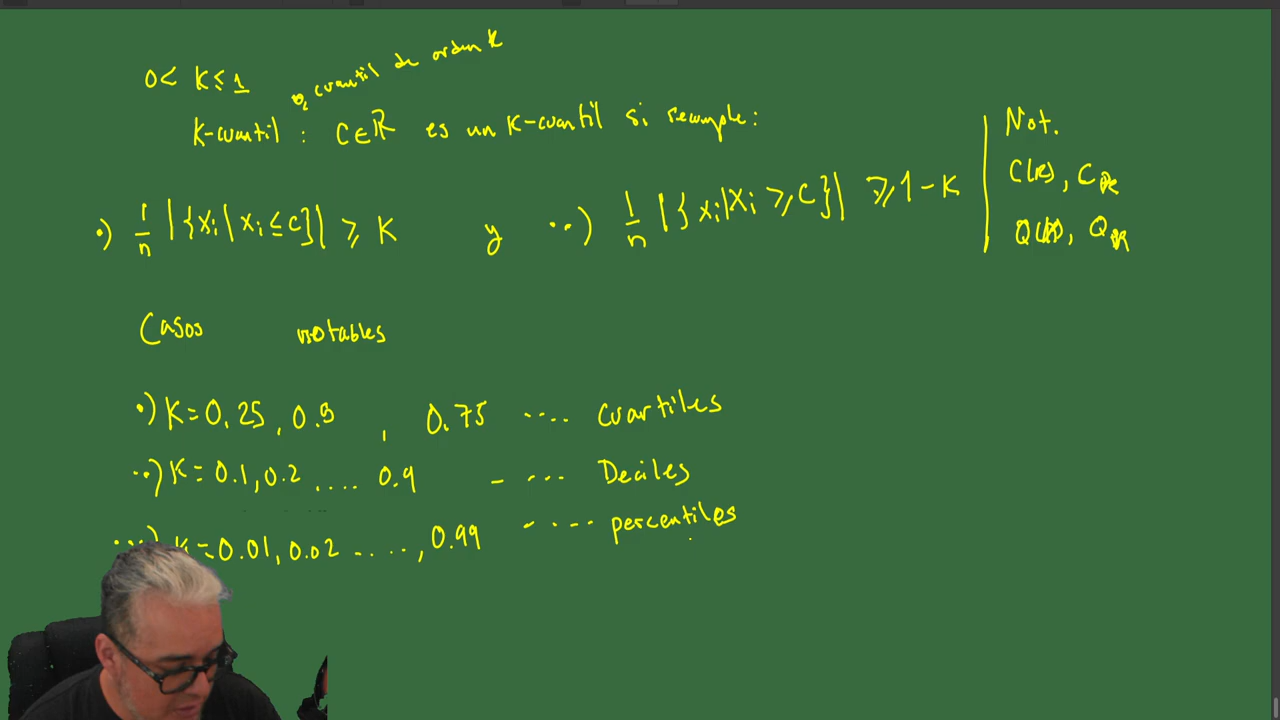 0 < K ≤ 1
o cuantil de orden K
K-cuantil : C ∈ ℝ es un K-cuantil si se cumple:
•) 1/n |{xᵢ | xᵢ ≤ C}| ≥ K y ••) 1/n |{xᵢ | xᵢ ≥ C}| ≥ 1 - K
Not.
C(K), C_K
Q(K), Q_K
Casos notables
•) K = 0.25, 0.5, 0.75 .... Cuartiles
••) K = 0.1, 0.2 .... 0.9 - .... Deciles
K = 0.01, 0.02 ....., 0.99 - .... percentiles